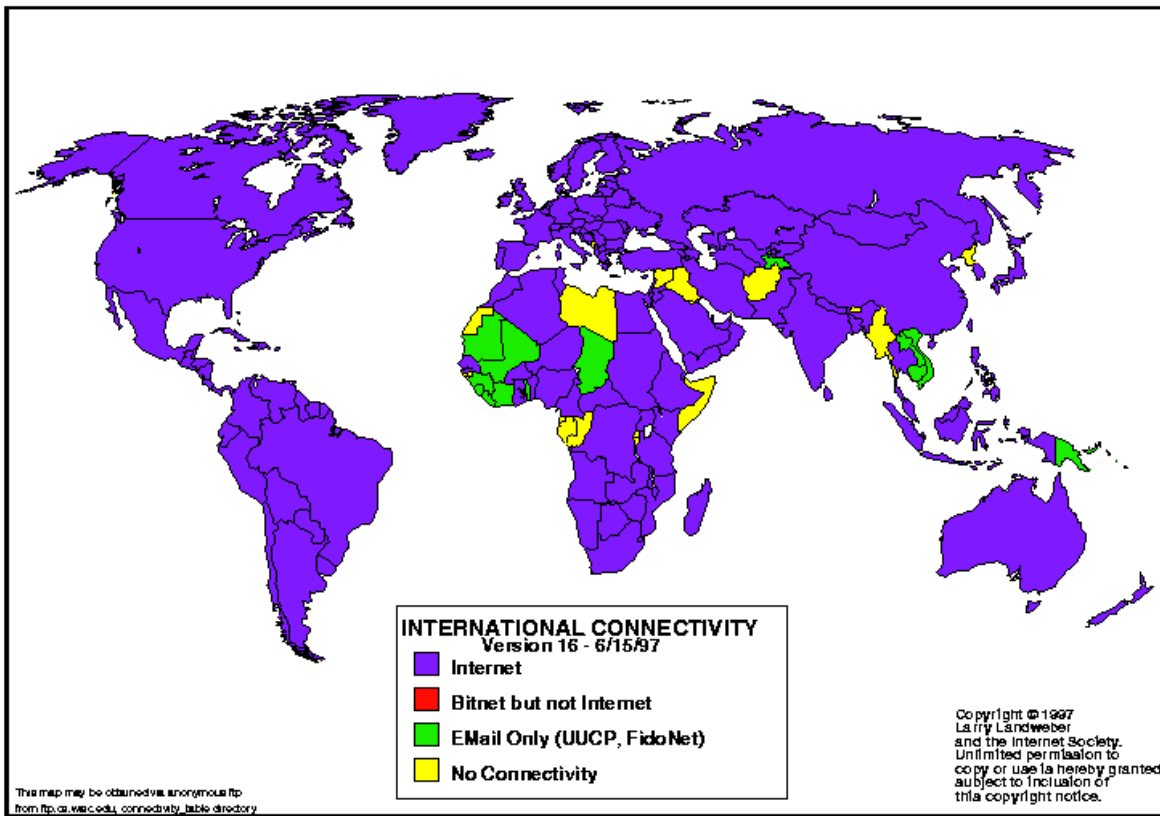 INTERNATIONAL CONNECTIVITY
Version 16 - 6/15/97
Internet
Bitnet but not Internet
EMail Only (UUCP, FidoNet)
No Connectivity
Copyright © 1997
Larry Landweber
and the Internet Society.
Unlimited permission to
copy or use is hereby granted
subject to inclusion of
this copyright notice.
This map may be obtained via anonymous ftp
from ftp.cs.wisc.edu, connectivity_table directory